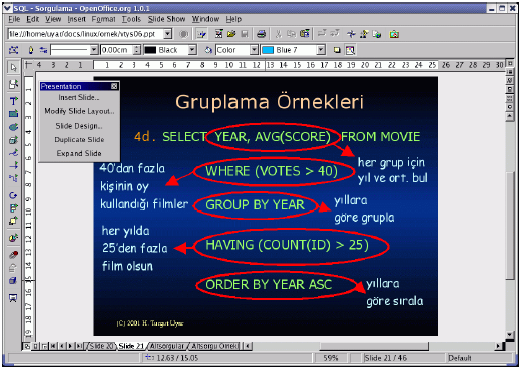 SQL - Sorgulama - OpenOffice.org 1.0.1
File Edit View Insert Format Tools Slide Show Window Help
file:///home/uyar/docs/linux/ornek/vtys06.ppt
0.00cm Black Color Blue 7
Presentation
Insert Slide...
Modify Slide Layout...
Slide Design...
Duplicate Slide
Expand Slide
Gruplama Örnekleri
4d. SELECT YEAR, AVG(SCORE) FROM MOVIE
her grup için
yıl ve ort. bul
WHERE (VOTES > 40)
40'dan fazla
kişinin oy
kullandığı filmler
GROUP BY YEAR
yıllara
göre grupla
her yılda
25'den fazla
film olsun
HAVING (COUNT(ID) > 25)
ORDER BY YEAR ASC
yıllara
göre sırala
(C) 2001 H. Turgut Uyar
Slide 20 Slide 21 Altsorgular Altsorgu Örnekl
12.63 / 15.05 59% Slide 21 / 46 Default